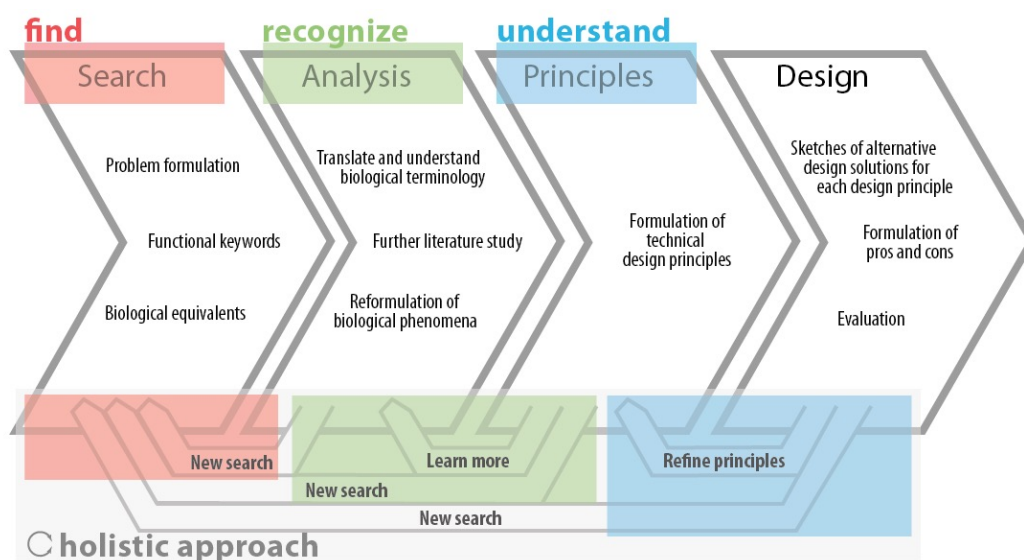 find
recognize
understand
Search
Analysis
Principles
Design
Problem formulation
Functional keywords
Biological equivalents
Translate and understand
biological terminology
Further literature study
Reformulation of
biological phenomena
Formulation of
technical
design principles
Sketches of alternative
design solutions for
each design principle
Formulation of
pros and cons
Evaluation
New search
Learn more
Refine principles
New search
New search
holistic approach